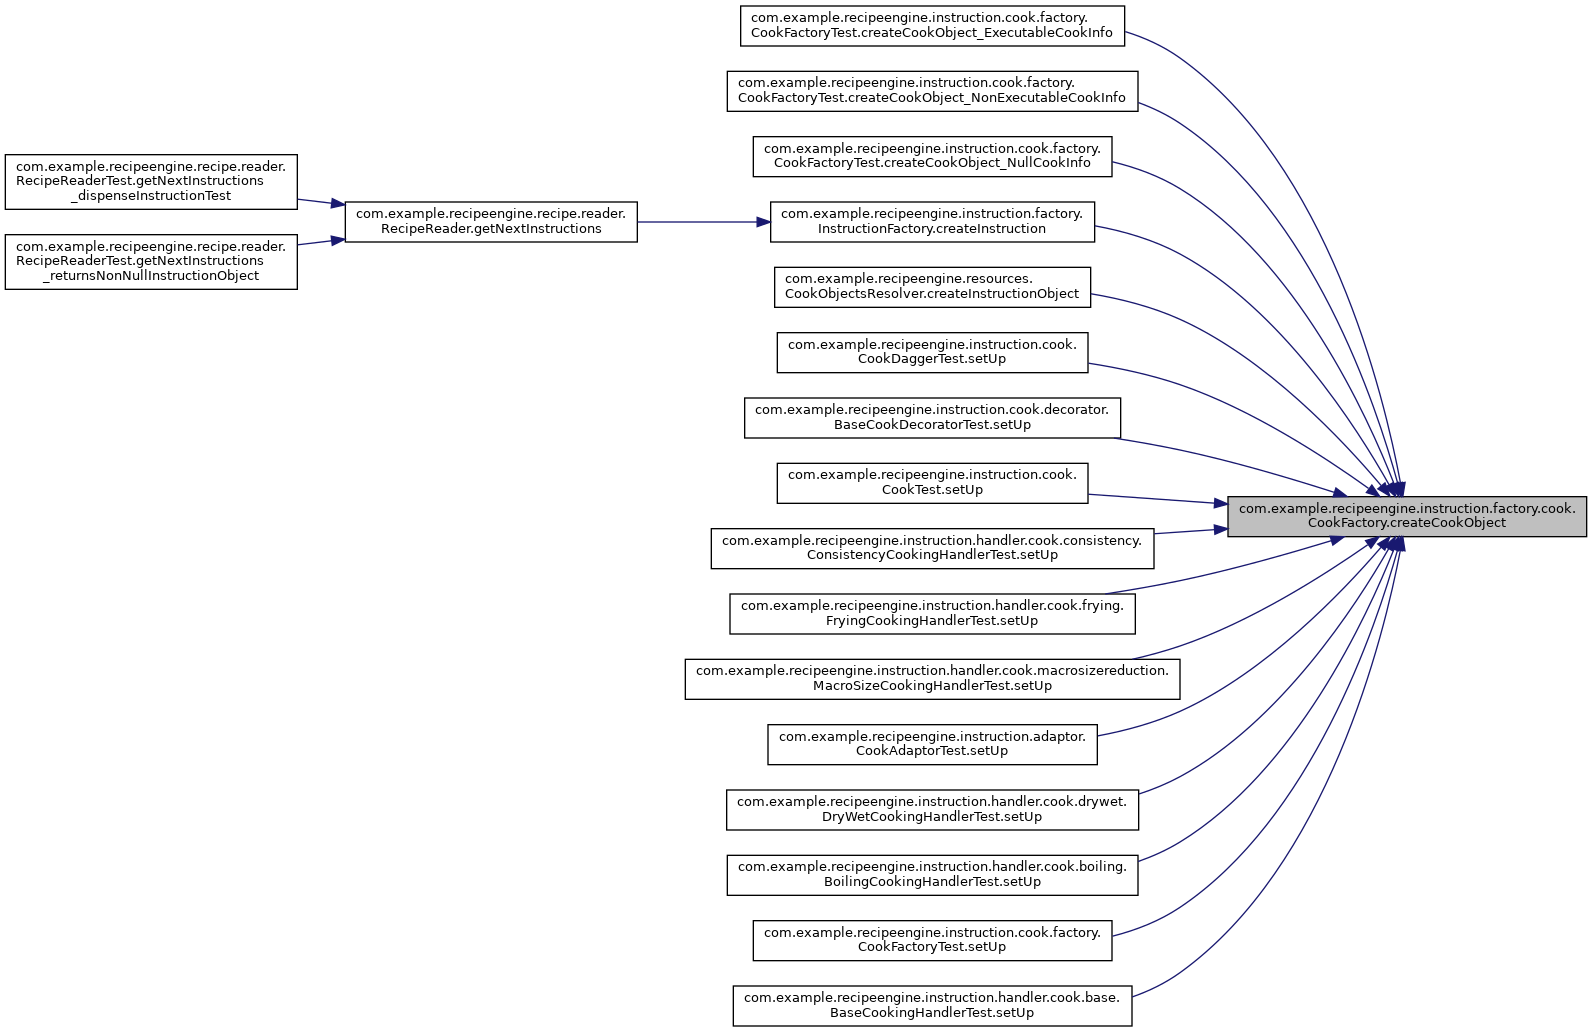 com.example.recipeengine.instruction.cook.factory.
CookFactoryTest.createCookObject_ExecutableCookInfo
com.example.recipeengine.instruction.cook.factory.
CookFactoryTest.createCookObject_NonExecutableCookInfo
com.example.recipeengine.instruction.cook.factory.
CookFactoryTest.createCookObject_NullCookInfo
com.example.recipeengine.recipe.reader.
RecipeReaderTest.getNextInstructions
_dispenseInstructionTest
com.example.recipeengine.recipe.reader.
RecipeReader.getNextInstructions
com.example.recipeengine.instruction.factory.
InstructionFactory.createInstruction
com.example.recipeengine.recipe.reader.
RecipeReaderTest.getNextInstructions
_returnsNonNullInstructionObject
com.example.recipeengine.resources.
CookObjectsResolver.createInstructionObject
com.example.recipeengine.instruction.cook.
CookDaggerTest.setUp
com.example.recipeengine.instruction.cook.decorator.
BaseCookDecoratorTest.setUp
com.example.recipeengine.instruction.cook.
CookTest.setUp
com.example.recipeengine.instruction.factory.cook.
CookFactory.createCookObject
com.example.recipeengine.instruction.handler.cook.consistency.
ConsistencyCookingHandlerTest.setUp
com.example.recipeengine.instruction.handler.cook.frying.
FryingCookingHandlerTest.setUp
com.example.recipeengine.instruction.handler.cook.macrosizereduction.
MacroSizeCookingHandlerTest.setUp
com.example.recipeengine.instruction.adaptor.
CookAdaptorTest.setUp
com.example.recipeengine.instruction.handler.cook.drywet.
DryWetCookingHandlerTest.setUp
com.example.recipeengine.instruction.handler.cook.boiling.
BoilingCookingHandlerTest.setUp
com.example.recipeengine.instruction.cook.factory.
CookFactoryTest.setUp
com.example.recipeengine.instruction.handler.cook.base.
BaseCookingHandlerTest.setUp